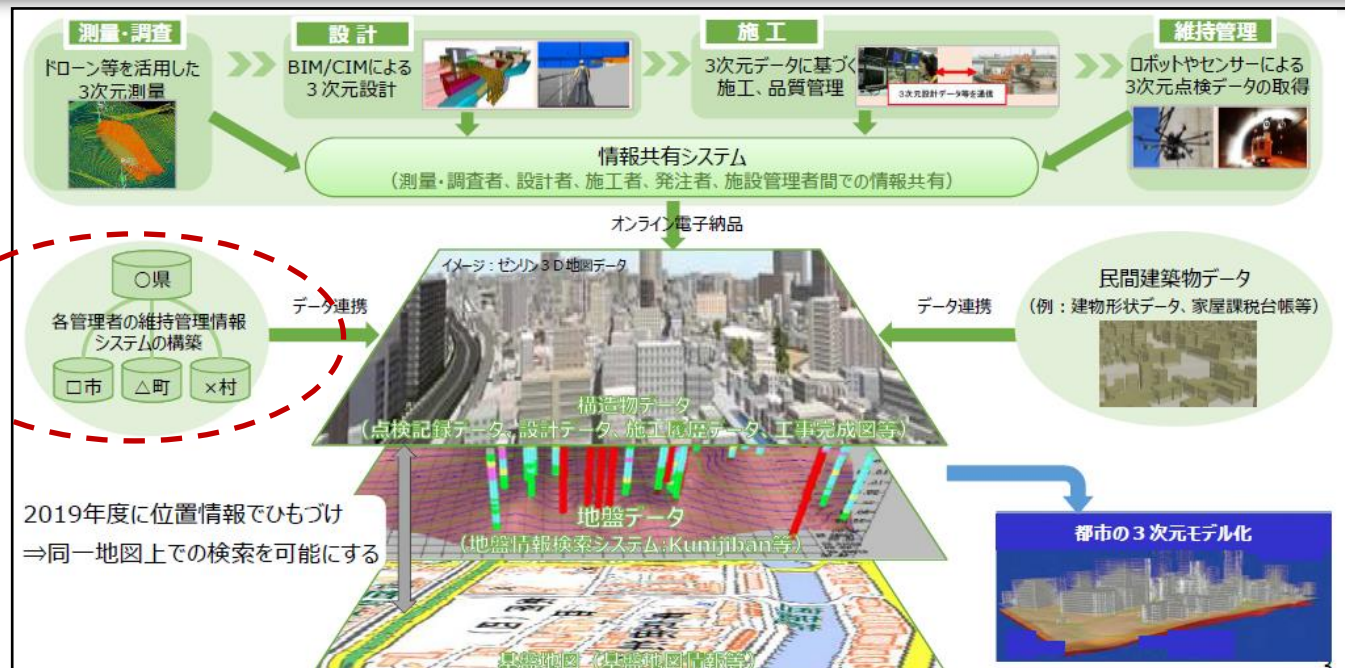 測量・調査
ドローン等を活用した
3次元測量
設計
BIM/CIMによる
3次元設計
施工
3次元データに基づく
施工、品質管理
3次元設計データ等を通信
維持管理
ロボットやセンサーによる
3次元点検データの取得
情報共有システム
（測量・調査者、設計者、施工者、発注者、施設管理者間での情報共有）
オンライン電子納品
○県
各管理者の維持管理情報
システムの構築
□市
△町
×村
データ連携
イメージ：ゼンリン3D地図データ
データ連携
民間建築物データ
（例：建物形状データ、家屋課税台帳等）
構造物データ
（点検記録データ、設計データ、施工履歴データ、工事完成図等）
2019年度に位置情報でひもづけ
⇒同一地図上での検索を可能にする
地盤データ
（地盤情報検索システム:Kunijiban等）
都市の3次元モデル化
基盤地図（基盤地図情報等）